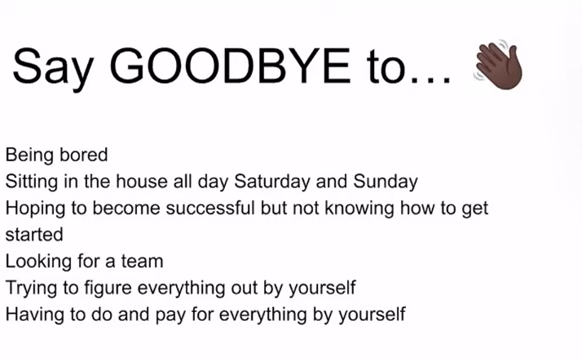 Say GOODBYE to... 👋🏿
Being bored
Sitting in the house all day Saturday and Sunday
Hoping to become successful but not knowing how to get
started
Looking for a team
Trying to figure everything out by yourself
Having to do and pay for everything by yourself